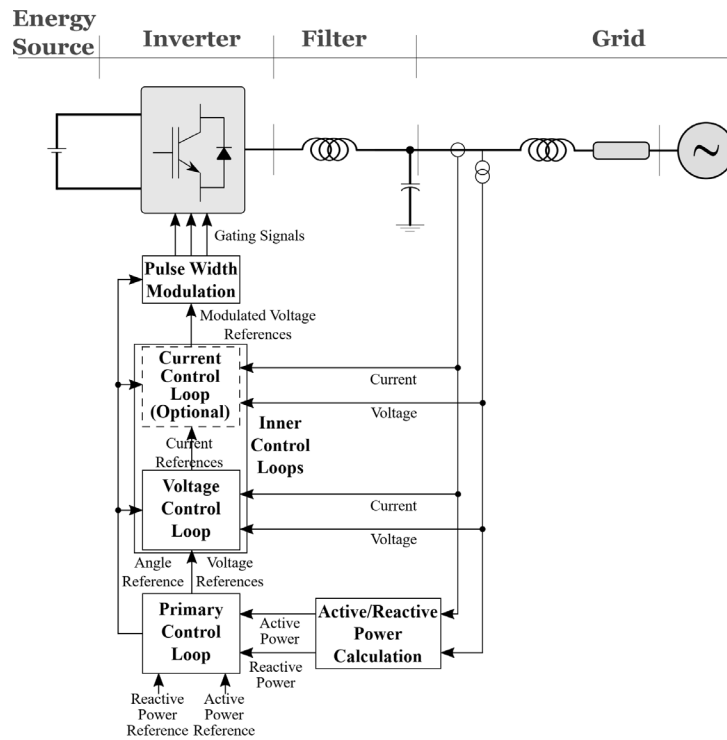 Energy
Source
Inverter
Filter
Grid
Gating Signals
Pulse Width
Modulation
Modulated Voltage
References
Current
Control
Loop
(Optional)
Current
Voltage
Inner
Control
Loops
Current
References
Voltage
Control
Loop
Current
Voltage
Angle
Reference
Voltage
References
Primary
Control
Loop
Active
Power
Reactive
Power
Active/Reactive
Power
Calculation
Reactive
Power
Reference
Active
Power
Reference